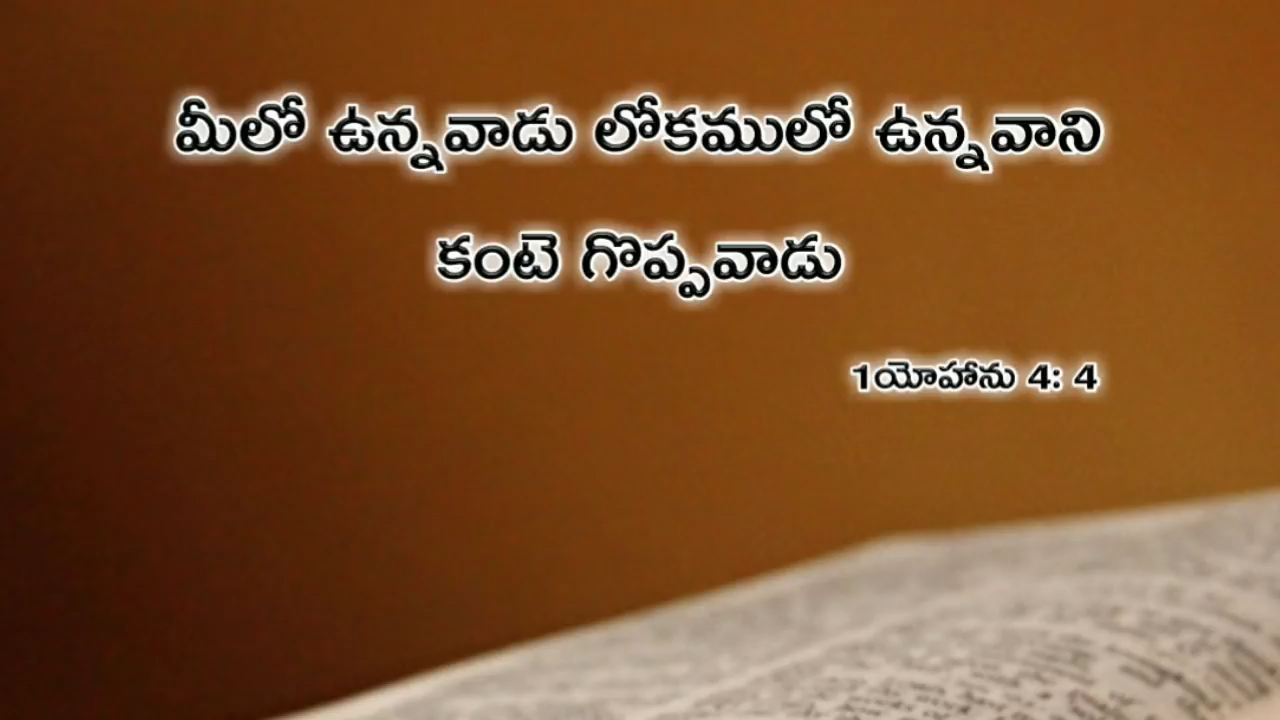 మీలో ఉన్నవాడు లోకములో ఉన్నవాని
కంటె గొప్పవాడు
1యోహాను 4: 4